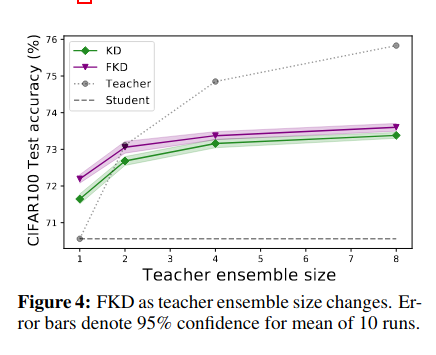 76
75
74
73
72
71
CIFAR100 Test accuracy (%)
KD
FKD
Teacher
Student
1 2 3 4 5 6 7 8
Teacher ensemble size
Figure 4: FKD as teacher ensemble size changes. Er-
ror bars denote 95% confidence for mean of 10 runs.